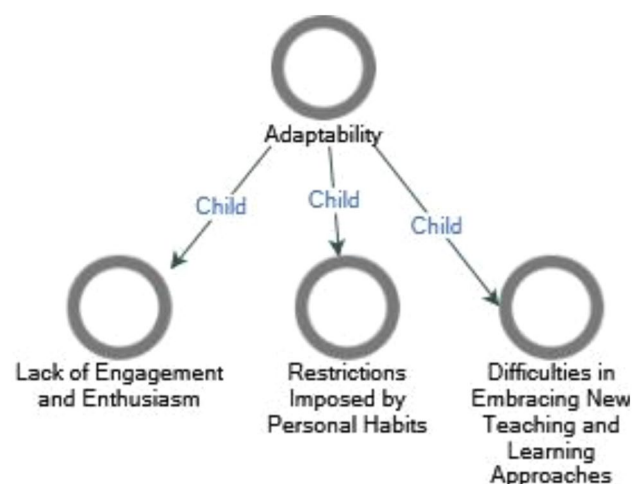 Adaptability
Child
Child
Child
Lack of Engagement
and Enthusiasm
Restrictions
Imposed by
Personal Habits
Difficulties in
Embracing New
Teaching and
Learning
Approaches